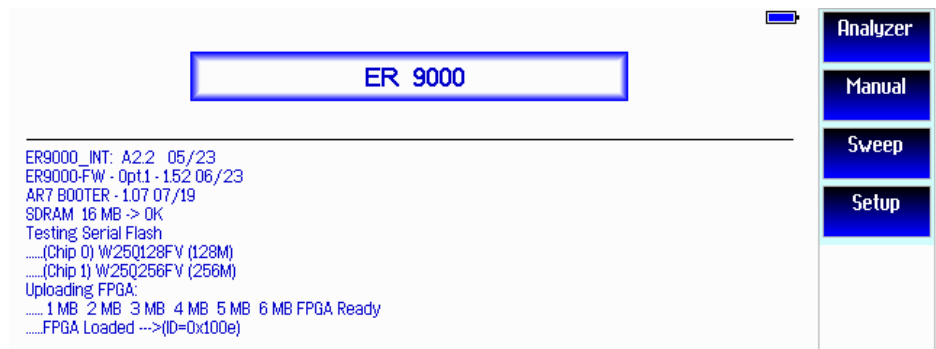 ER 9000
Analyzer
Manual
Sweep
Setup
ER9000_INT: A2.2 05/23
ER9000-FW - Opt.1 - 1.52 06/23
AR7 BOOTER - 1.07 07/19
SDRAM 16 MB -> OK
Testing Serial Flash
.....(Chip 0) W25Q128FV (128M)
.....(Chip 1) W25Q256FV (256M)
Uploading FPGA:
..... 1 MB 2 MB 3 MB 4 MB 5 MB 6 MB FPGA Ready
.....FPGA Loaded --->(ID=0x100e)